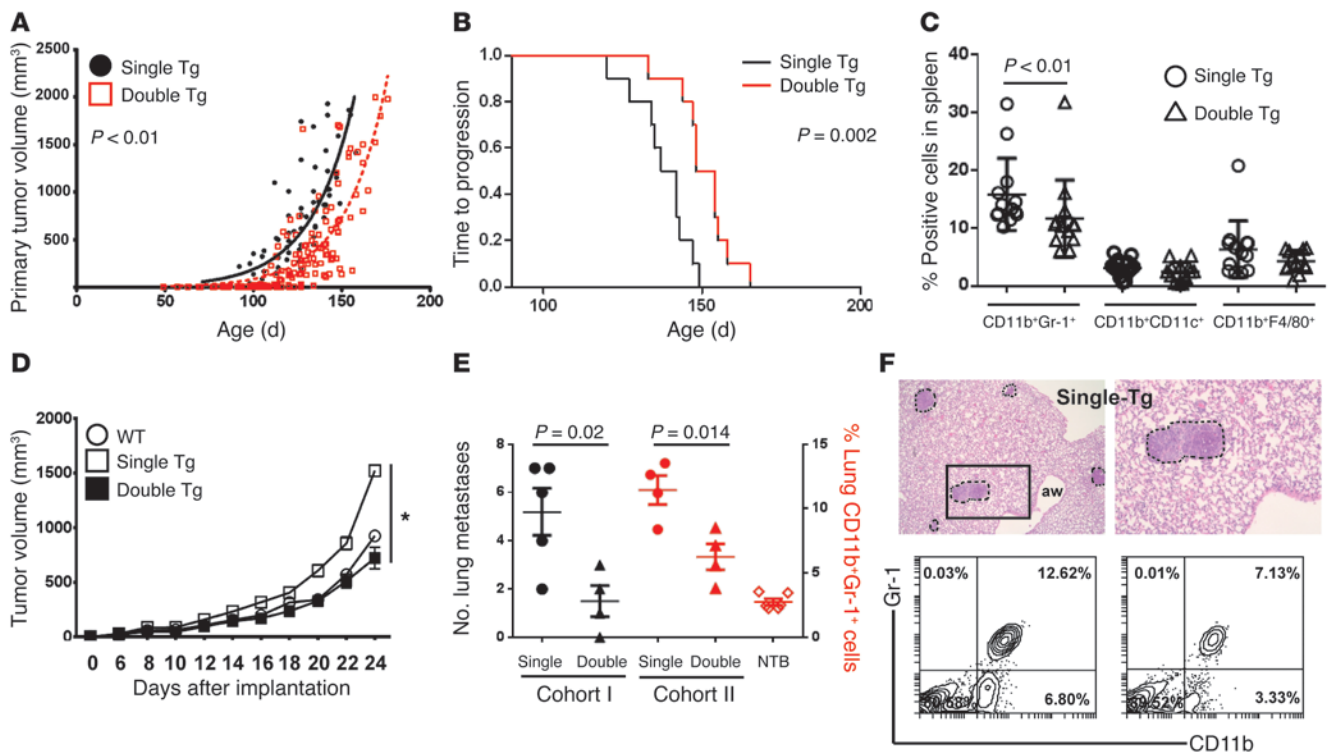 A
Primary tumor volume (mm³)
2500
2000
1500
1000
500
0
50
100
150
200
Age (d)
Single Tg
Double Tg
P < 0.01
B
Time to progression
1.0
0.8
0.6
0.4
0.2
0.0
100
150
200
Age (d)
Single Tg
Double Tg
P = 0.002
C
% Positive cells in spleen
40
30
20
10
0
P < 0.01
Single Tg
Double Tg
CD11b⁺Gr-1⁺
CD11b⁺CD11c⁺
CD11b⁺F4/80⁺
D
Tumor volume (mm³)
2000
1500
1000
500
0
WT
Single Tg
Double Tg
*
0 6 8 10 12 14 16 18 20 22 24
Days after implantation
E
No. lung metastases
8
6
4
2
0
P = 0.02
P = 0.014
15
10
5
0
% Lung CD11b⁺Gr-1⁺ cells
Single Double Single Double NTB
Cohort I Cohort II
F
Single-Tg
aw
Gr-1
0.03% 12.62%
6.80%
0.01% 7.13%
3.33%
CD11b